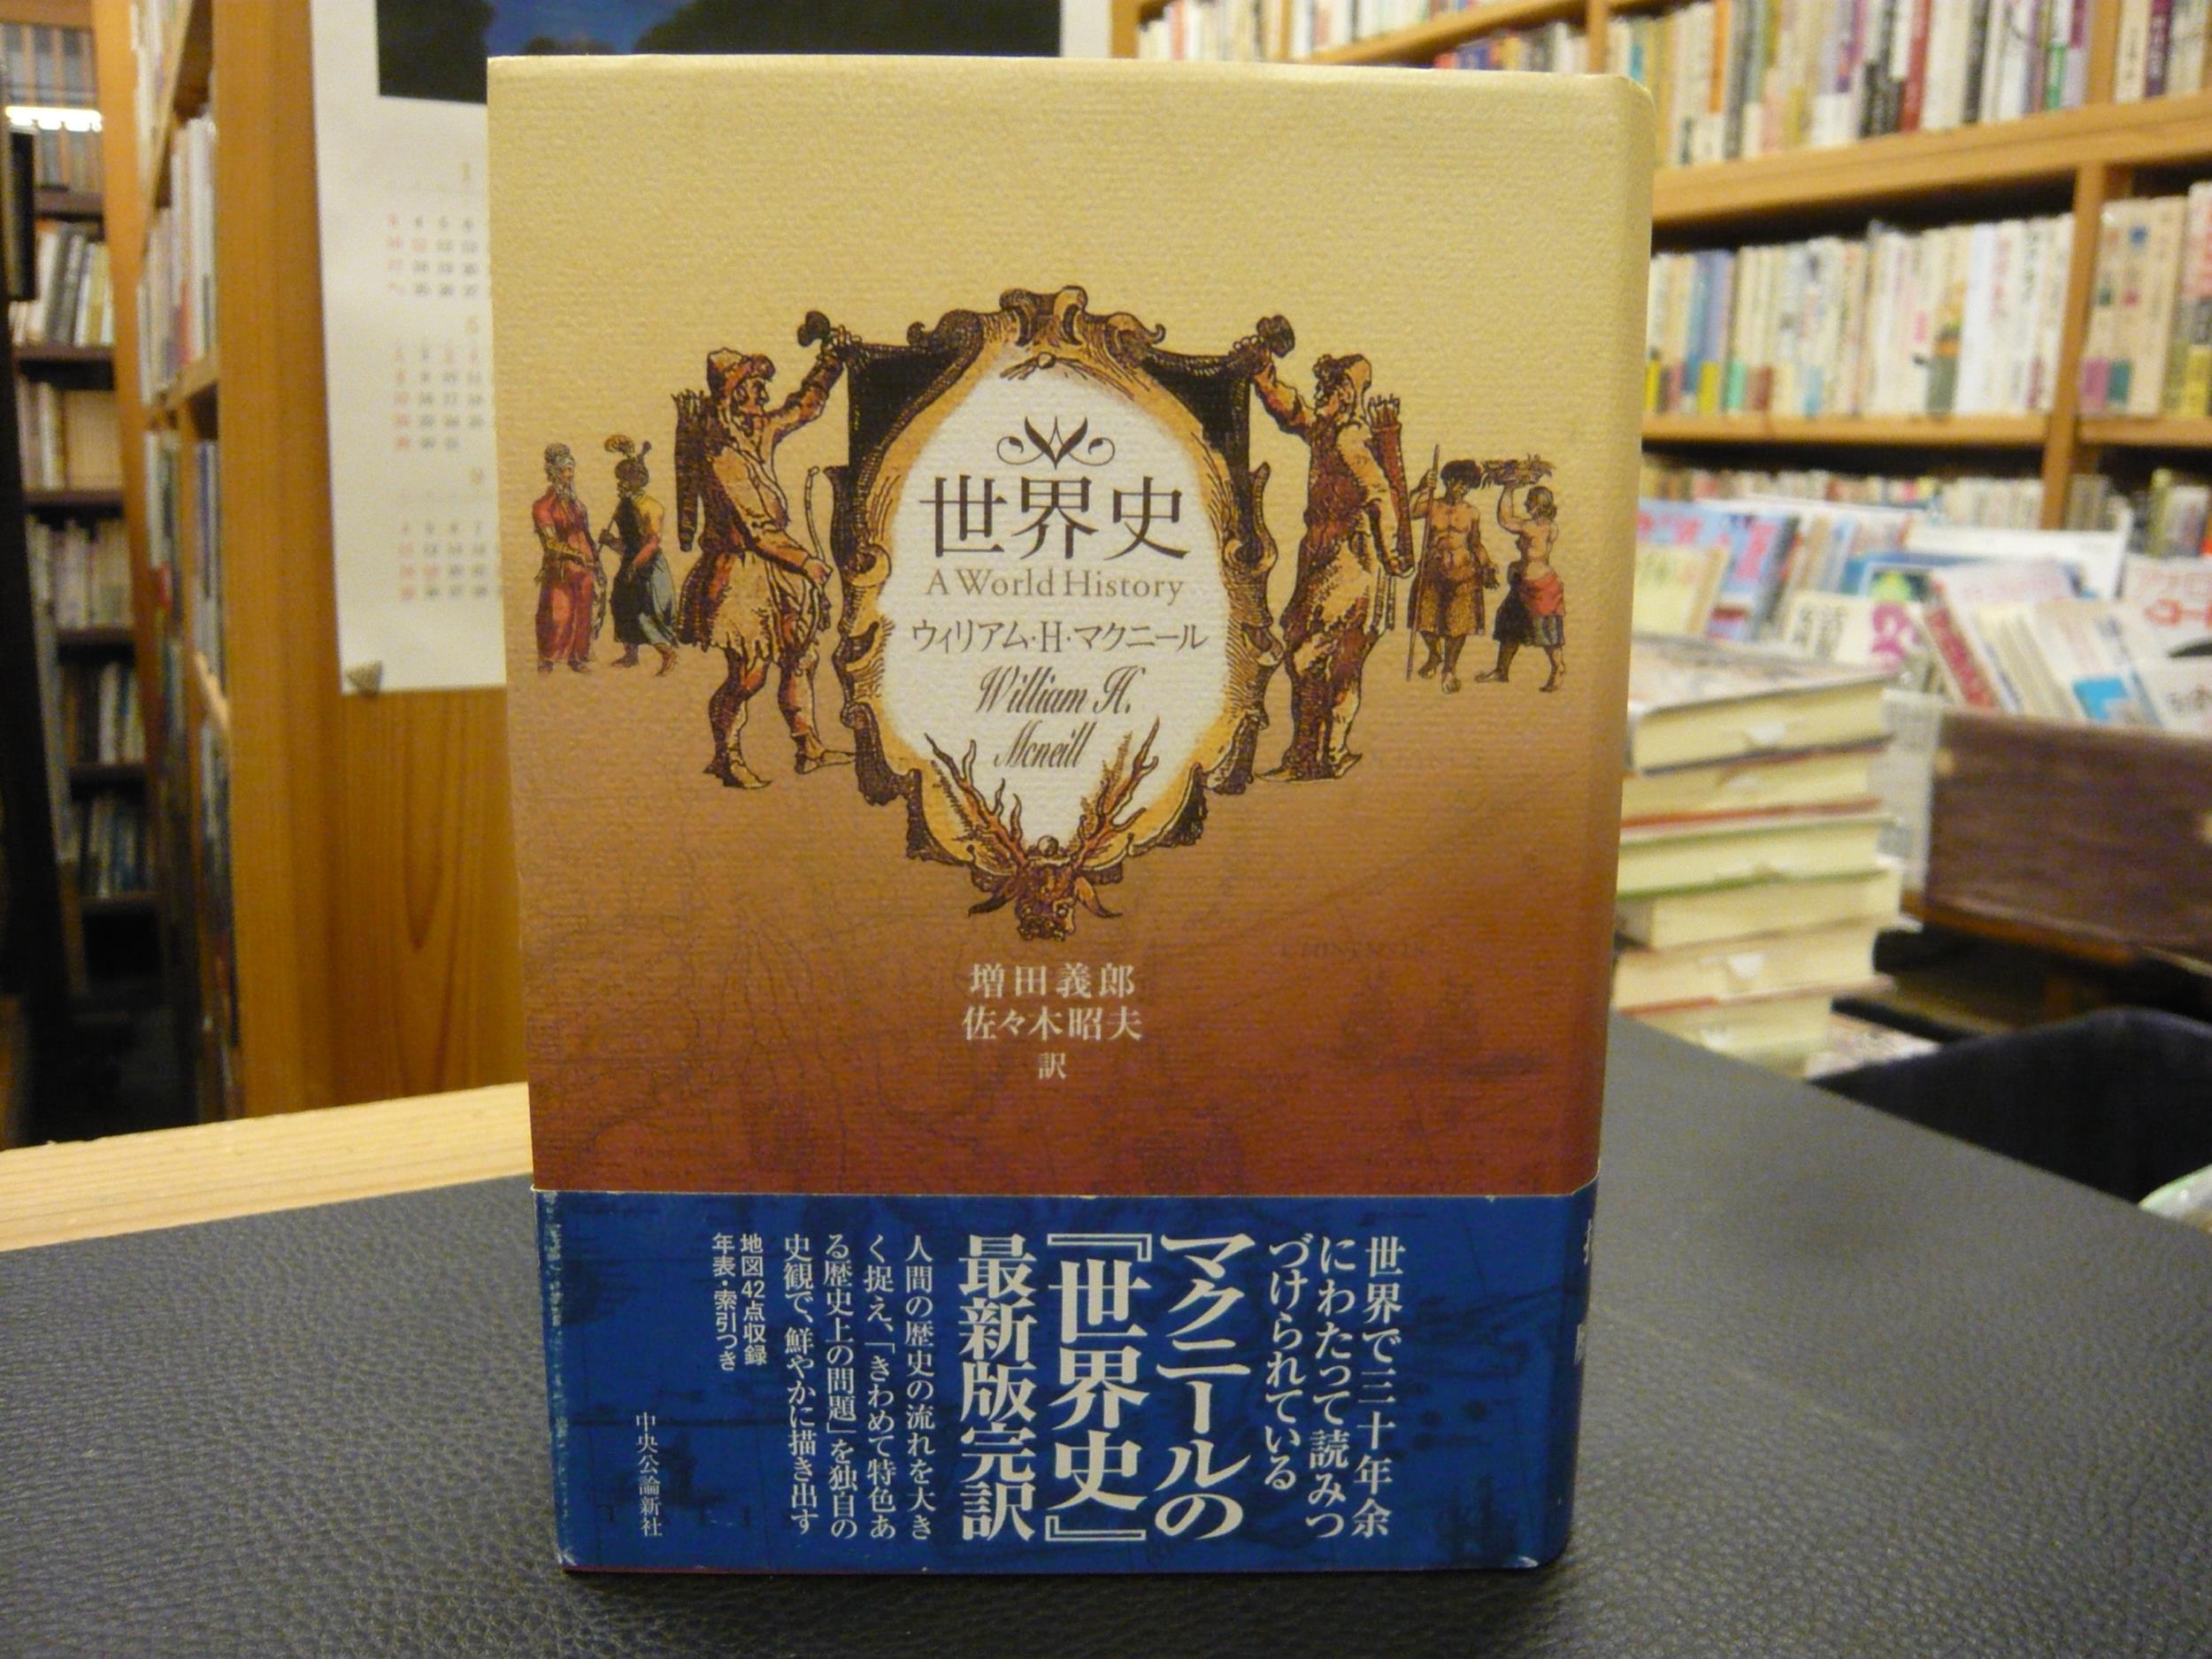 世界史
A World History
ウィリアム・H・マクニール
William H.
Mcneill
増田義郎
佐々木昭夫
訳
世界で三十年余
にわたって読みつ
づけられている
マクニールの
『世界史』
最新版完訳
人間の歴史の流れを大き
く捉え、「きわめて特色あ
る歴史上の問題」を独自の
史観で、鮮やかに描き出す
地図42点収録
年表・索引つき
中央公論新社